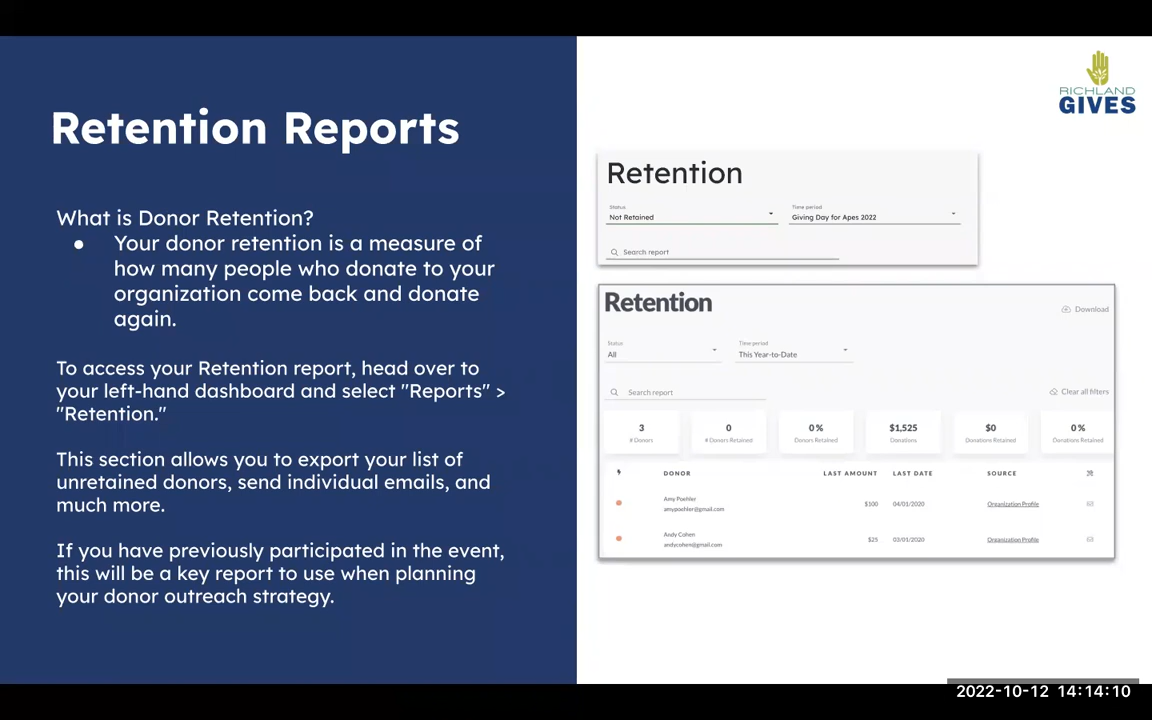 Retention Reports
What is Donor Retention?
● Your donor retention is a measure of
how many people who donate to your
organization come back and donate
again.
To access your Retention report, head over to
your left-hand dashboard and select "Reports" >
"Retention."
This section allows you to export your list of
unretained donors, send individual emails, and
much more.
If you have previously participated in the event,
this will be a key report to use when planning
your donor outreach strategy.
RICHLAND
GIVES
Retention
Status Time period
Not Retained Giving Day for Apes 2022
Search report
Retention
Download
Status Time period
All This Year-to-Date
Search report Clear all filters
3 0 0% $1,525 $0 0%
# Donors # Donors Retained Donors Retained Donations Donations Retained Donations Retained
DONOR LAST AMOUNT LAST DATE SOURCE
Amy Poehler
amypoehler@gmail.com $100 04/01/2020 Organization Profile
Andy Cohen
andycohen@gmail.com $25 03/01/2020 Organization Profile
2022-10-12 14:14:10